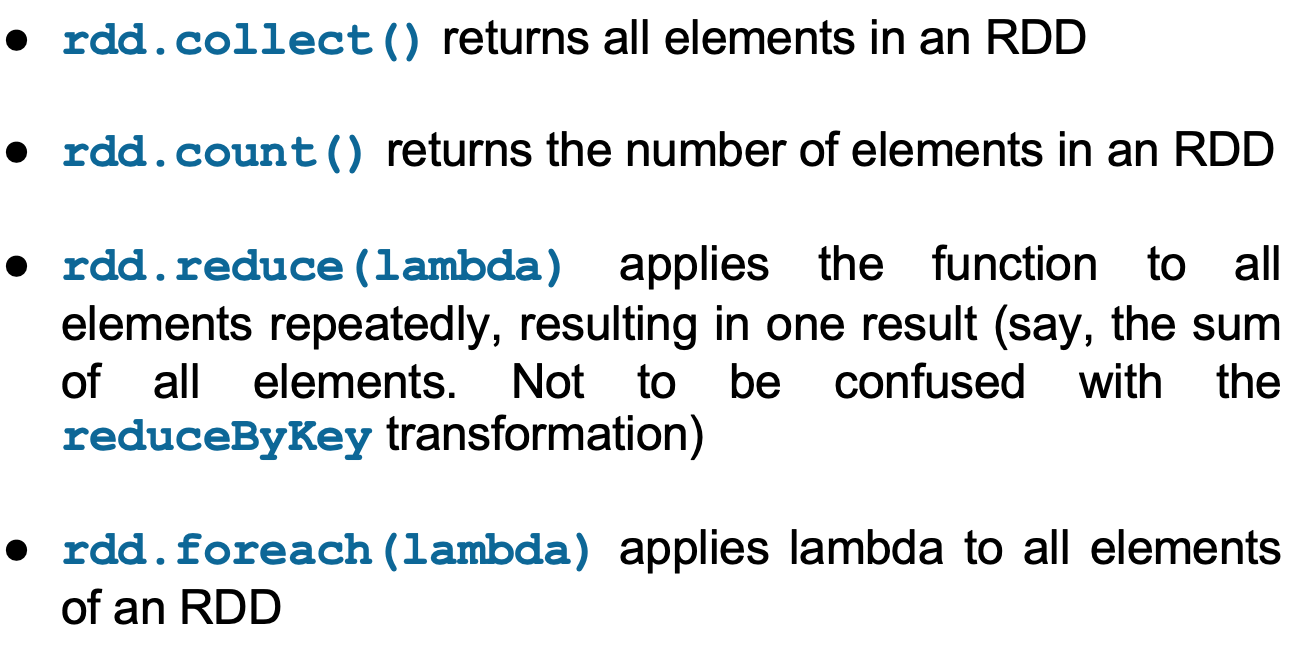 ● rdd.collect() returns all elements in an RDD
● rdd.count() returns the number of elements in an RDD
● rdd.reduce(lambda) applies the function to all
elements repeatedly, resulting in one result (say, the sum
of all elements. Not to be confused with the
reduceByKey transformation)
● rdd.foreach(lambda) applies lambda to all elements
of an RDD